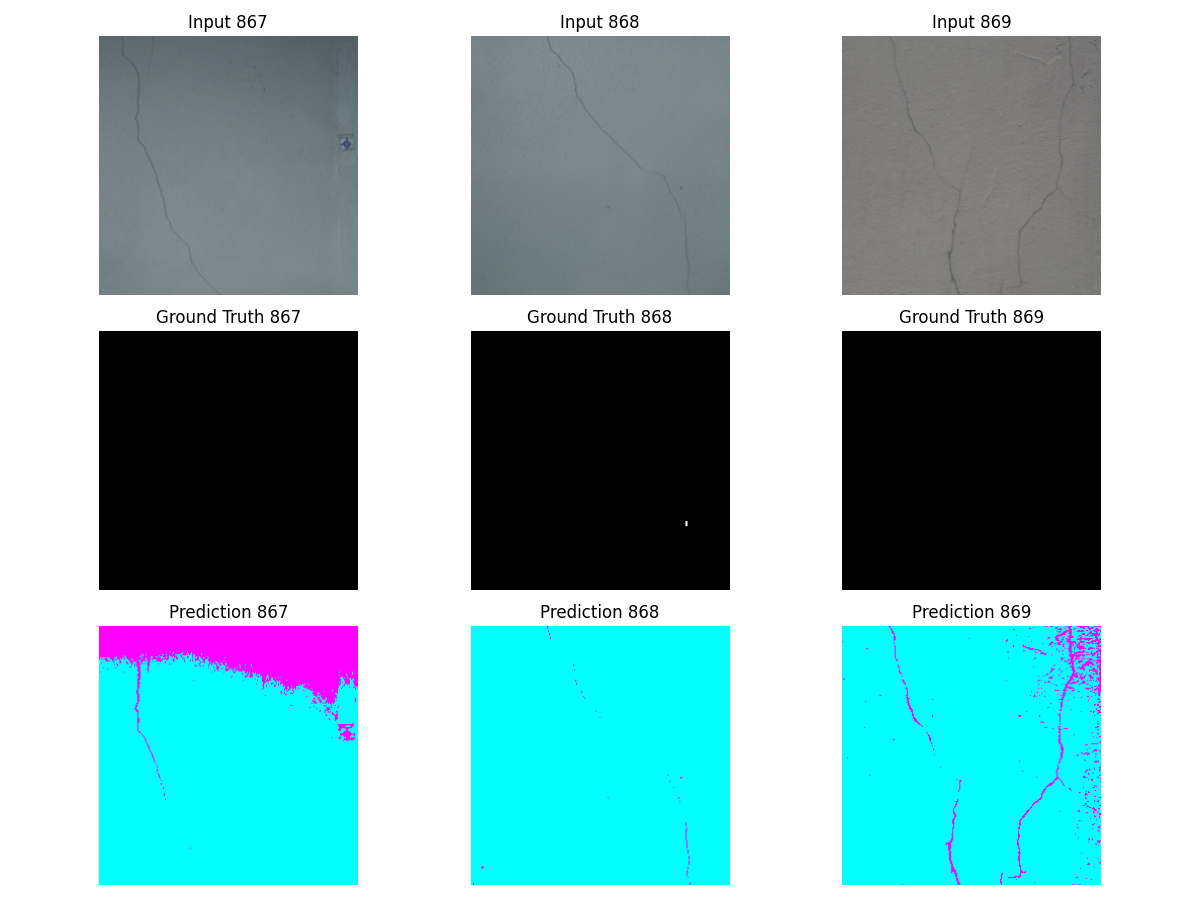 Input 867
Input 868
Input 869
Ground Truth 867
Ground Truth 868
Ground Truth 869
Prediction 867
Prediction 868
Prediction 869